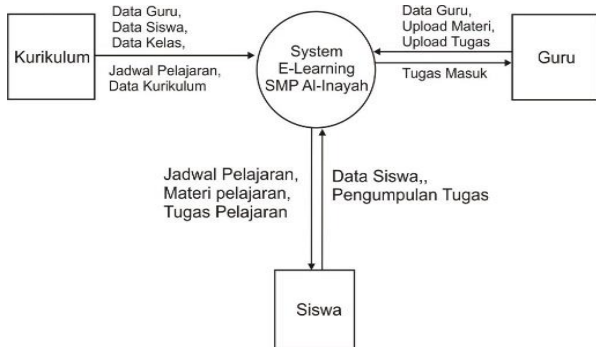 Kurikulum
Data Guru,
Data Siswa,
Data Kelas,
Jadwal Pelajaran,
Data Kurikulum
System
E-Learning
SMP Al-Inayah
Data Guru,
Upload Materi,
Upload Tugas
Tugas Masuk
Guru
Jadwal Pelajaran,
Materi pelajaran,
Tugas Pelajaran
Data Siswa,,
Pengumpulan Tugas
Siswa